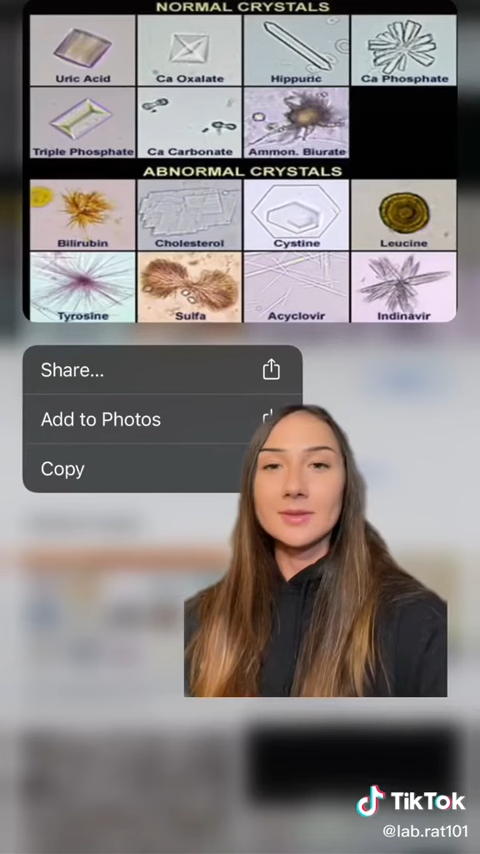 NORMAL CRYSTALS
Uric Acid
Ca Oxalate
Hippuric
Ca Phosphate
Triple Phosphate
Ca Carbonate
Ammon. Biurate
ABNORMAL CRYSTALS
Bilirubin
Cholesterol
Cystine
Leucine
Tyrosine
Sulfa
Acyclovir
Indinavir
Share...
Add to Photos
Copy
TikTok
@lab.rat101